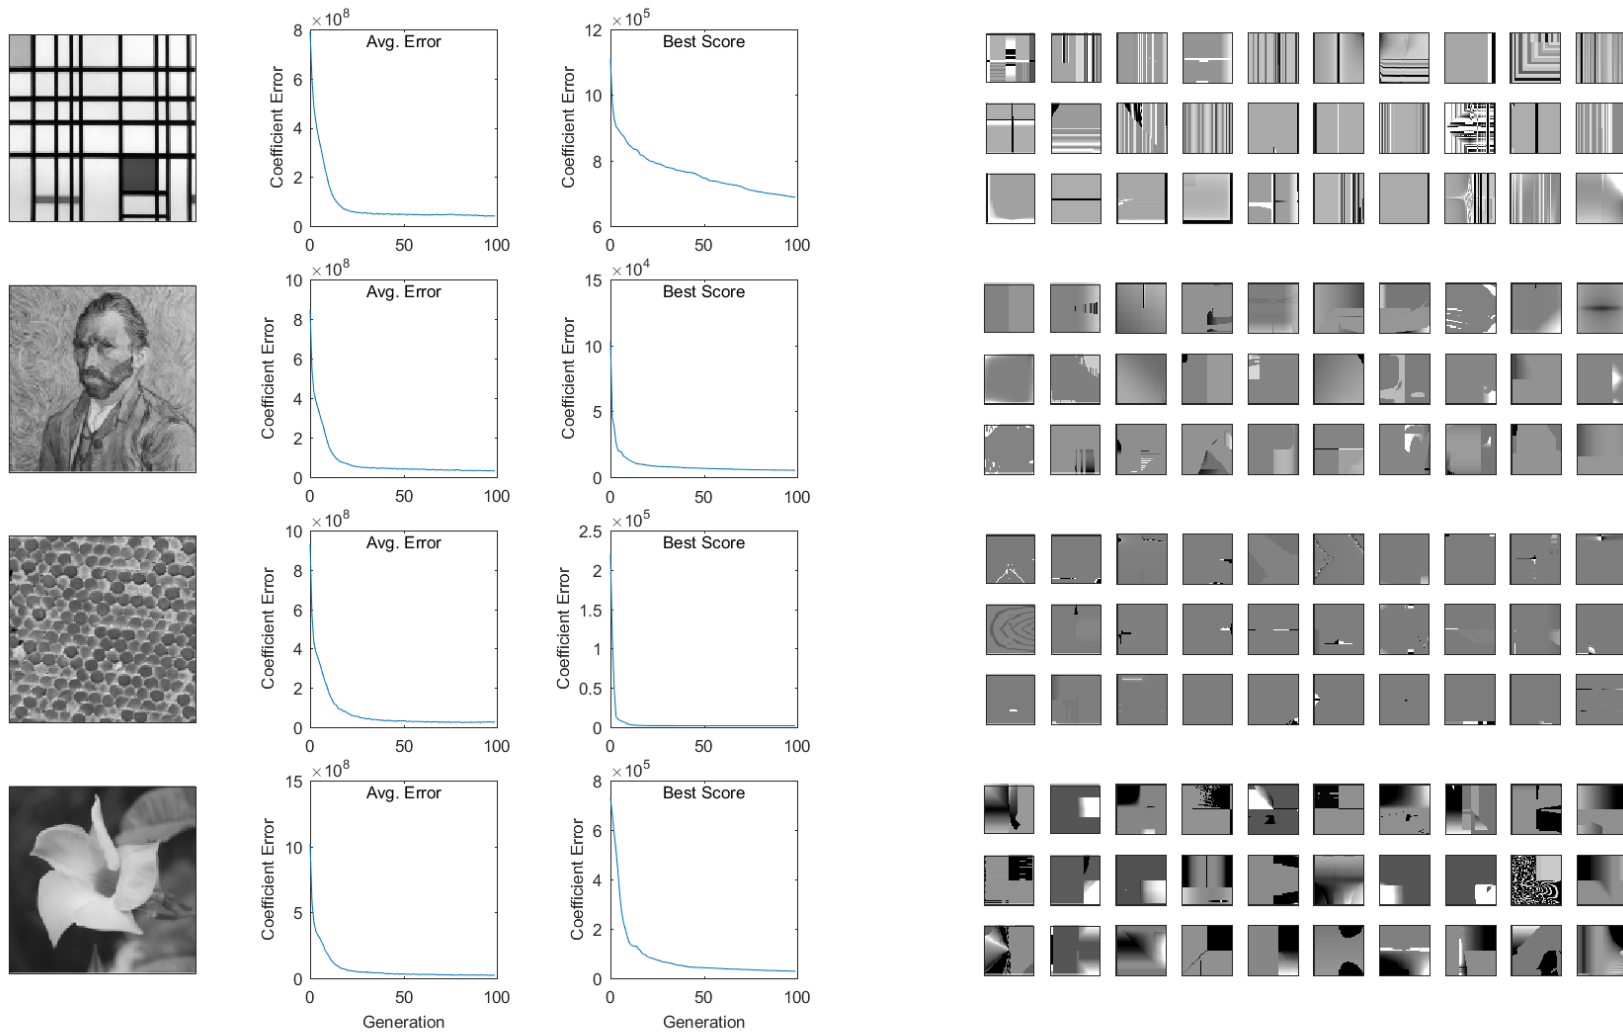 ×10^8
8
6
4
2
0
Coefficient Error
Avg. Error
0 50 100
×10^5
12
10
8
6
Coefficient Error
Best Score
0 50 100
×10^8
10
8
6
4
2
0
Coefficient Error
Avg. Error
0 50 100
×10^4
15
10
5
0
Coefficient Error
Best Score
0 50 100
×10^8
10
8
6
4
2
0
Coefficient Error
Avg. Error
0 50 100
×10^5
2.5
2
1.5
1
0.5
0
Coefficient Error
Best Score
0 50 100
×10^8
15
10
5
0
Coefficient Error
Avg. Error
0 50 100
Generation
×10^5
8
6
4
2
0
Coefficient Error
Best Score
0 50 100
Generation